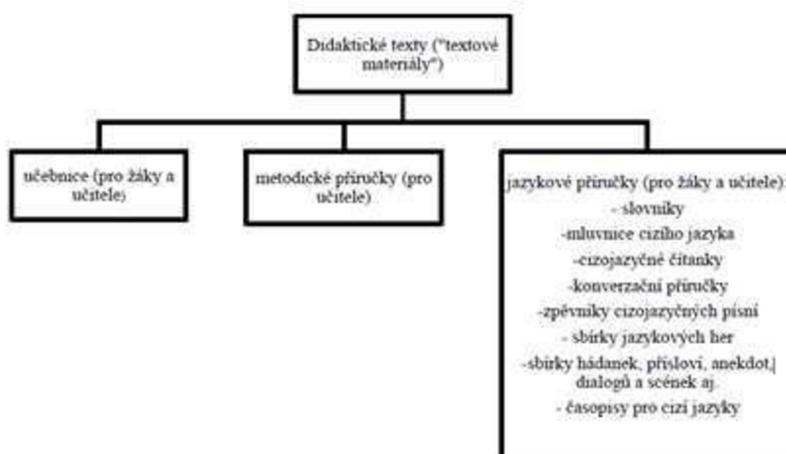 Didaktické texty ("textové
materiály")
učebnice (pro žáky a
učitele)
metodické příručky (pro
učitele)
jazykové příručky (pro žáky a učitele):
- slovníky
-mluvnice cizího jazyka
-cizojazyčné čítanky
-konverzační příručky
-zpěvníky cizojazyčných písní
- sbírky jazykových her
-sbírky hádanek, přísloví, anekdot,
dialogů a scének aj.
- časopisy pro cizí jazyky